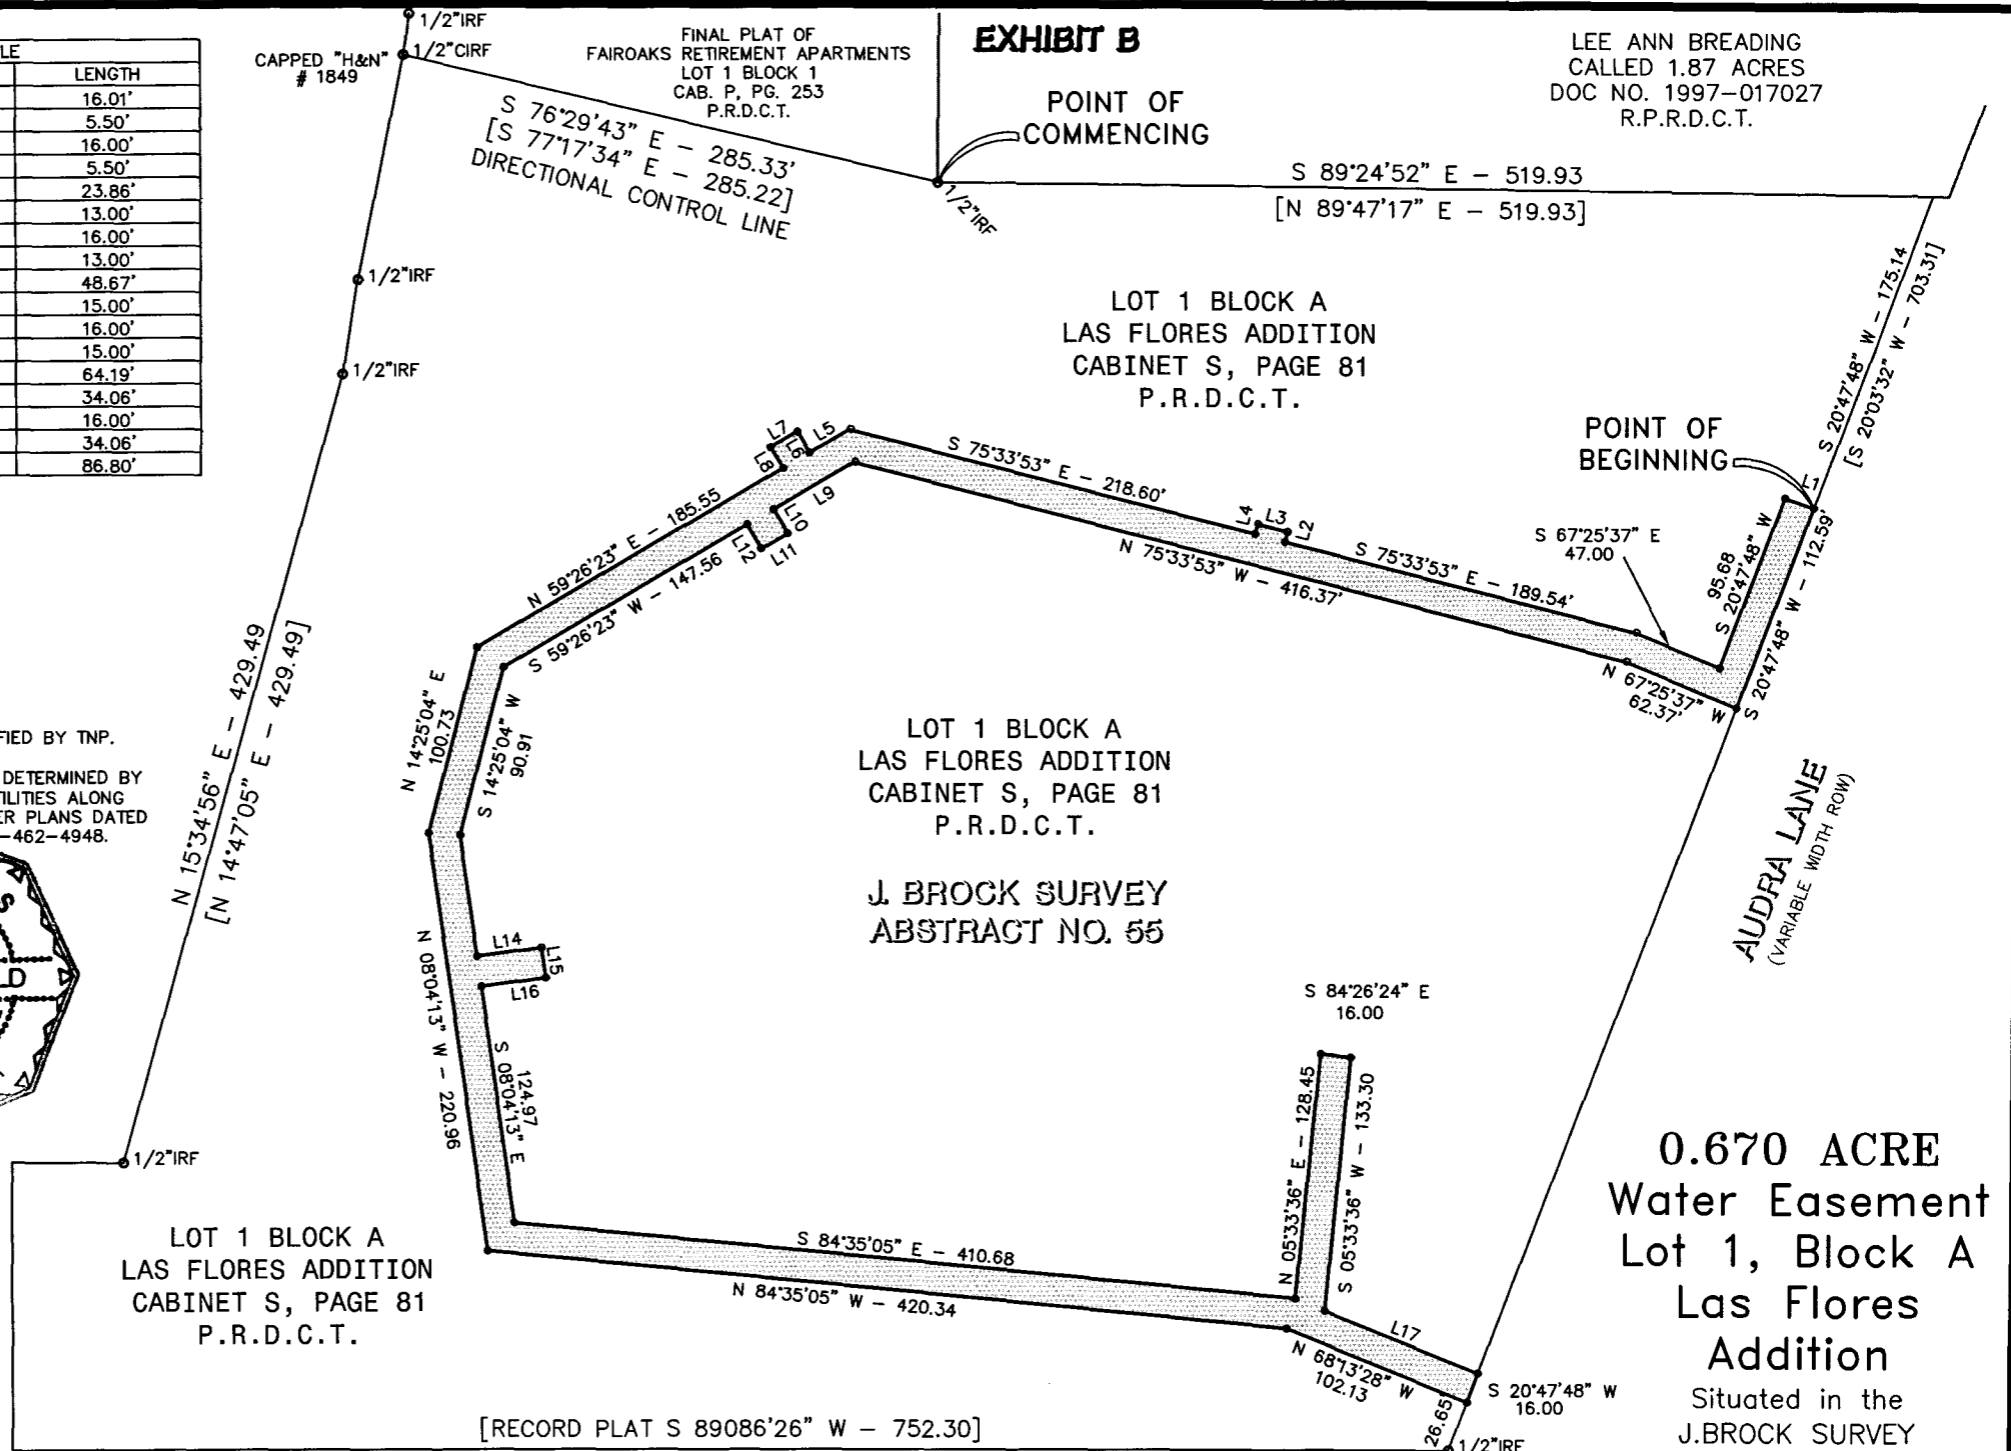 1/2"IRF
CAPPED "H&N"
# 1849
1/2"CIRF
FINAL PLAT OF
FAIROAKS RETIREMENT APARTMENTS
LOT 1 BLOCK 1
CAB. P, PG. 253
P.R.D.C.T.
EXHIBIT B
LEE ANN BREADING
CALLED 1.87 ACRES
DOC NO. 1997-017027
R.P.R.D.C.T.
LE
LENGTH
16.01'
5.50'
16.00'
5.50'
23.86'
13.00'
16.00'
13.00'
48.67'
15.00'
16.00'
15.00'
64.19'
34.06'
16.00'
34.06'
86.80'
POINT OF
COMMENCING
S 76°29'43" E - 285.33'
[S 77°17'34" E - 285.22]
DIRECTIONAL CONTROL LINE
1/2"IRF
S 89°24'52" E - 519.93
[N 89°47'17" E - 519.93]
1/2"IRF
1/2"IRF
LOT 1 BLOCK A
LAS FLORES ADDITION
CABINET S, PAGE 81
P.R.D.C.T.
S 20°47'48" W - 175.14
[S 20°03'32" W - 703.31]
POINT OF
BEGINNING
L1
L7
L5
L6
L8
L9
L10
L11
L12
S 75°33'53" E - 218.60'
L4
L3
L2
S 75°33'53" E - 189.54'
N 75°33'53" W - 416.37'
S 67°25'37" E
47.00
95.68
S 20°47'48" W
S 20°47'48" W - 112.59'
N 67°25'37" W
62.37'
N 59°26'23" E - 185.55
S 59°26'23" W - 147.56
N 14°25'04" E
100.73
S 14°25'04" W
90.91
N 15°34'56" E - 429.49
[N 14°47'05" E - 429.49]
FIED BY TNP.
DETERMINED BY
TILITIES ALONG
ER PLANS DATED
-462-4948.
S
LD
LOT 1 BLOCK A
LAS FLORES ADDITION
CABINET S, PAGE 81
P.R.D.C.T.
J. BROCK SURVEY
ABSTRACT NO. 55
AUDRA LANE
(VARIABLE WIDTH ROW)
L14
L15
L16
N 08°04'13" W - 220.96
124.97
S 08°04'13" E
S 84°26'24" E
16.00
N 05°33'36" E - 128.45
S 05°33'36" W - 133.30
1/2"IRF
S 84°35'05" E - 410.68
N 84°35'05" W - 420.34
L17
N 68°13'28" W
102.13
S 20°47'48" W
16.00
26.65
1/2"IRF
LOT 1 BLOCK A
LAS FLORES ADDITION
CABINET S, PAGE 81
P.R.D.C.T.
[RECORD PLAT S 89086'26" W - 752.30]
0.670 ACRE
Water Easement
Lot 1, Block A
Las Flores
Addition
Situated in the
J.BROCK SURVEY